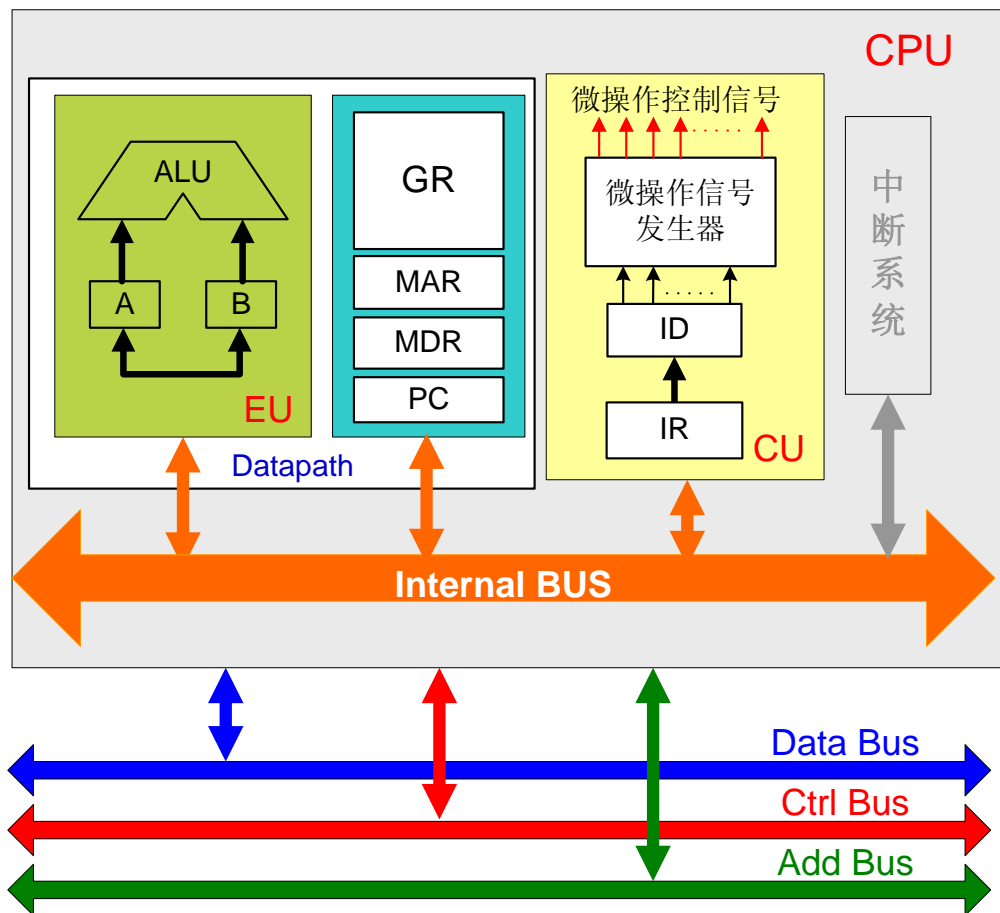 CPU
ALU
A
B
EU
GR
MAR
MDR
PC
Datapath
微操作控制信号
.....
微操作信号
发生器
.....
ID
IR
CU
中
断
系
统
Internal BUS
Data Bus
Ctrl Bus
Add Bus